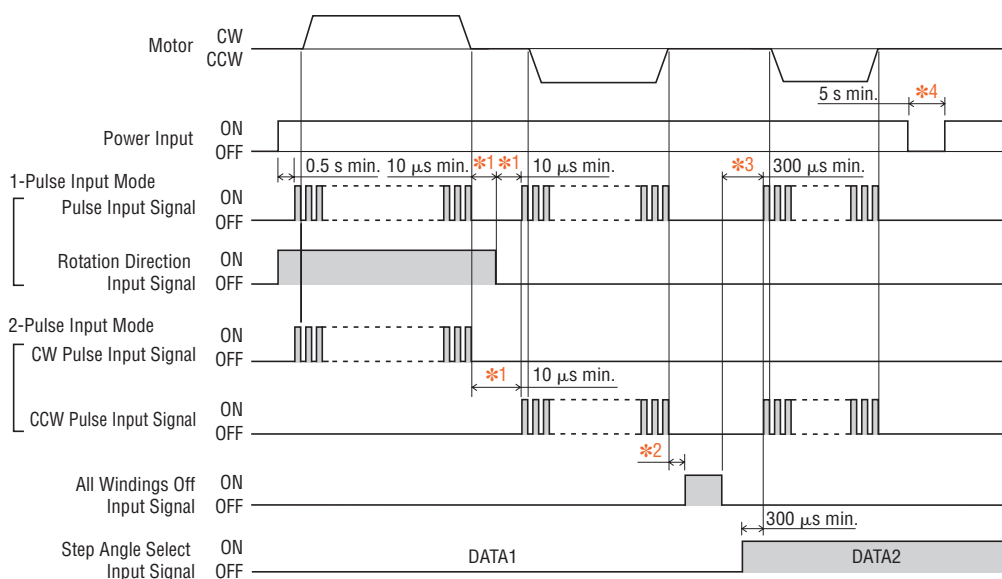 Motor CW
CCW
5 s min. *4
Power Input ON
OFF
0.5 s min. 10 μs min. *1 *1 10 μs min. *3 300 μs min.
1-Pulse Input Mode
Pulse Input Signal ON
OFF
Rotation Direction ON
Input Signal OFF
2-Pulse Input Mode
CW Pulse Input Signal ON
OFF
*1 10 μs min.
CCW Pulse Input Signal ON
OFF
*2
All Windings Off ON
Input Signal OFF
300 μs min.
Step Angle Select ON DATA1 DATA2
Input Signal OFF